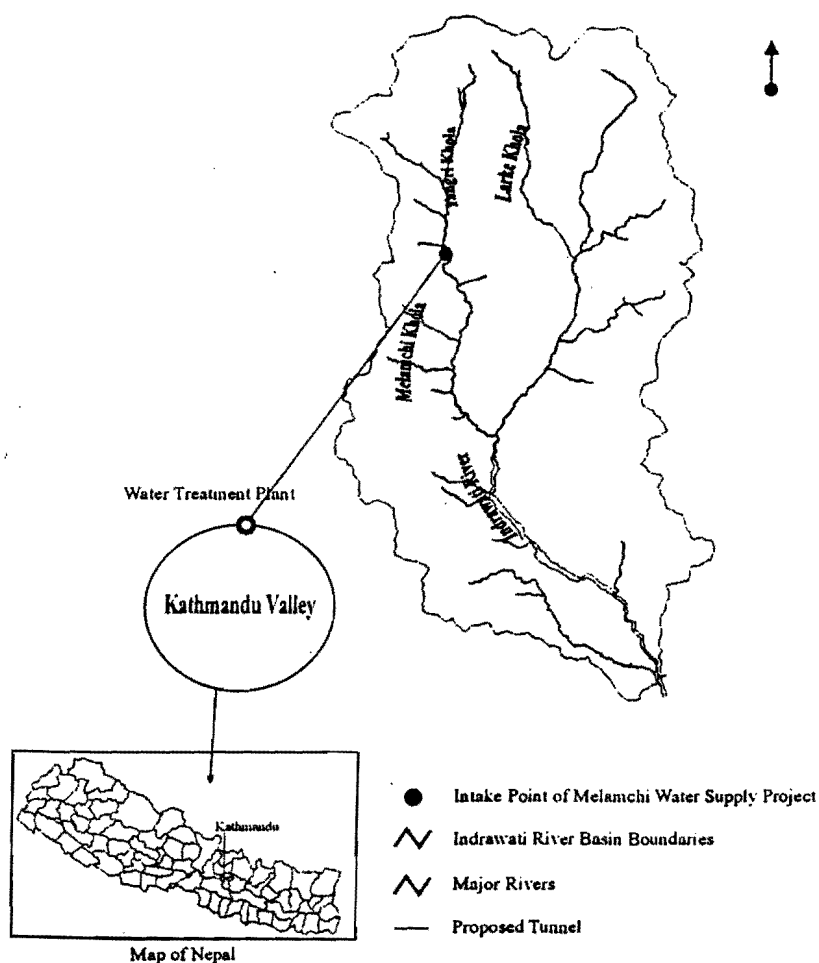 Yangri Khola
Larke Khola
Melamchi Khola
Indrawati River
Water Treatment Plant
Kathmandu Valley
Kathmandu
Map of Nepal
Intake Point of Melamchi Water Supply Project
Indrawati River Basin Boundaries
Major Rivers
Proposed Tunnel